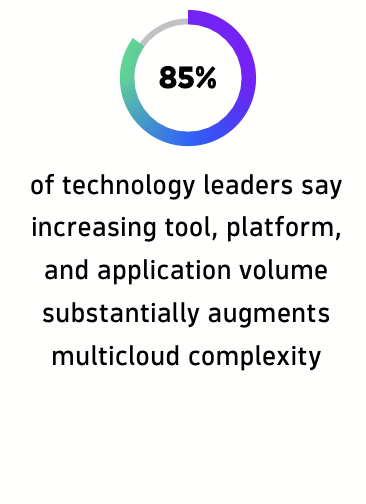 85%
of technology leaders say
increasing tool, platform,
and application volume
substantially augments
multicloud complexity